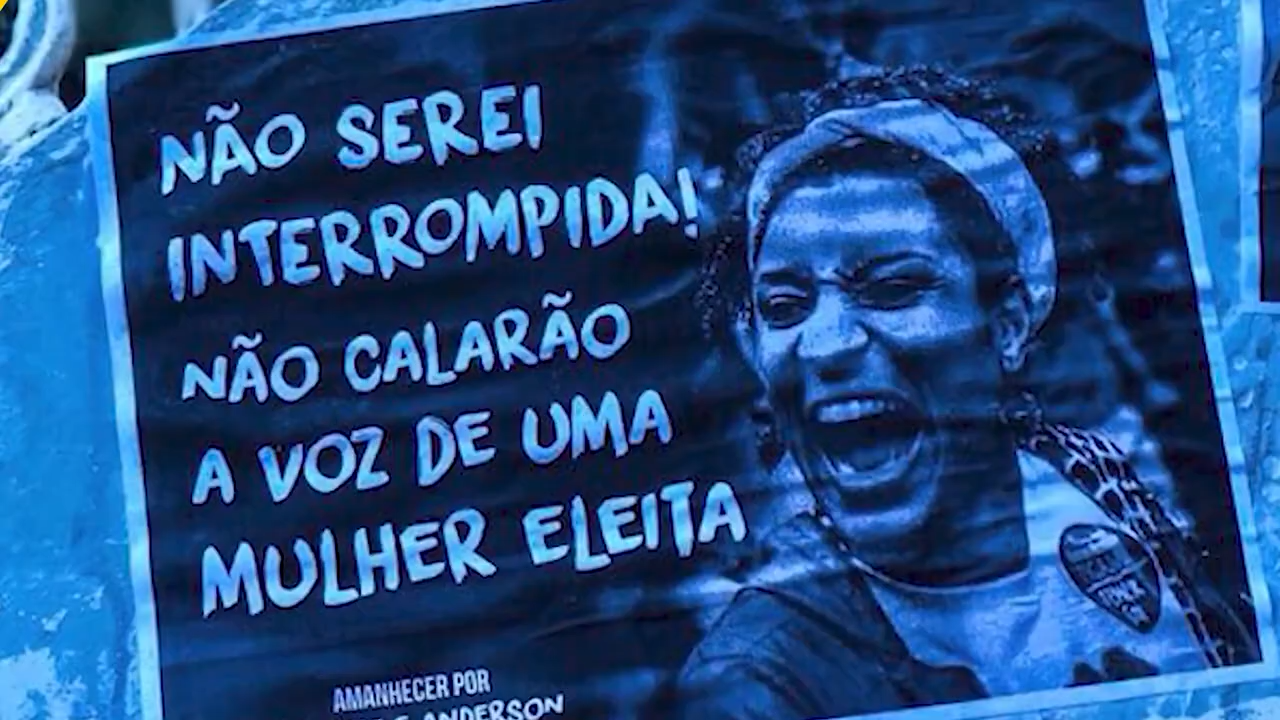 NÃO SEREI
INTERROMPIDA!
NÃO CALARÃO
A VOZ DE UMA
MULHER ELEITA
AMANHECER POR
ANDERSON